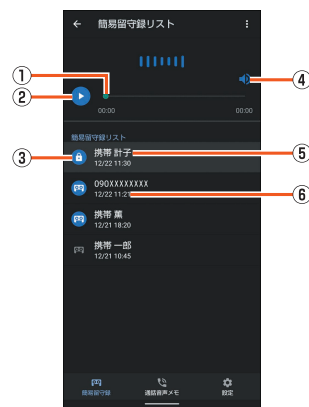 簡易留守録リスト
①
②
④
00:00 00:00
簡易留守録リスト
③
携帯 計子
⑤
12/22 11:30
090XXXXXXXX
12/22 11:21
⑥
携帯 薫
12/21 18:20
携帯 一郎
12/21 10:45
簡易留守録 通話音声メモ 設定